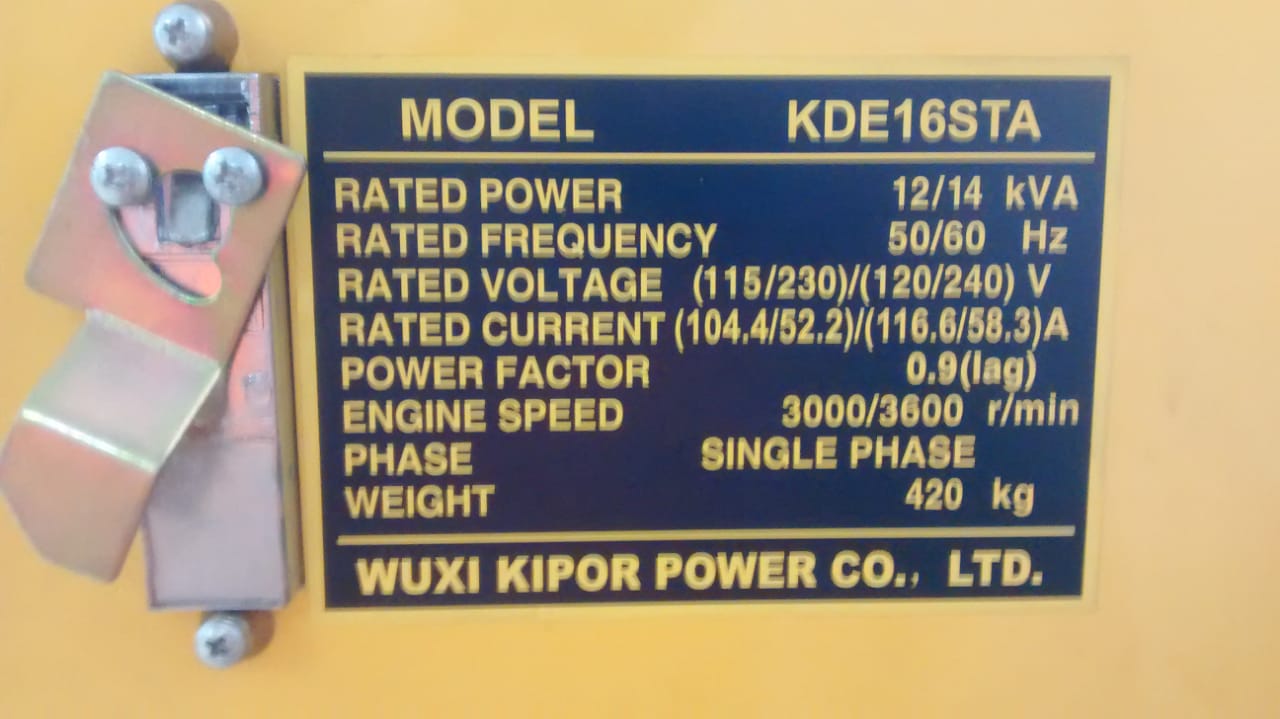 MODEL KDE16STA
RATED POWER 12/14 kVA
RATED FREQUENCY 50/60 Hz
RATED VOLTAGE (115/230)/(120/240) V
RATED CURRENT (104.4/52.2)/(116.6/58.3)A
POWER FACTOR 0.9(lag)
ENGINE SPEED 3000/3600 r/min
PHASE SINGLE PHASE
WEIGHT 420 kg
WUXI KIPOR POWER CO., LTD.